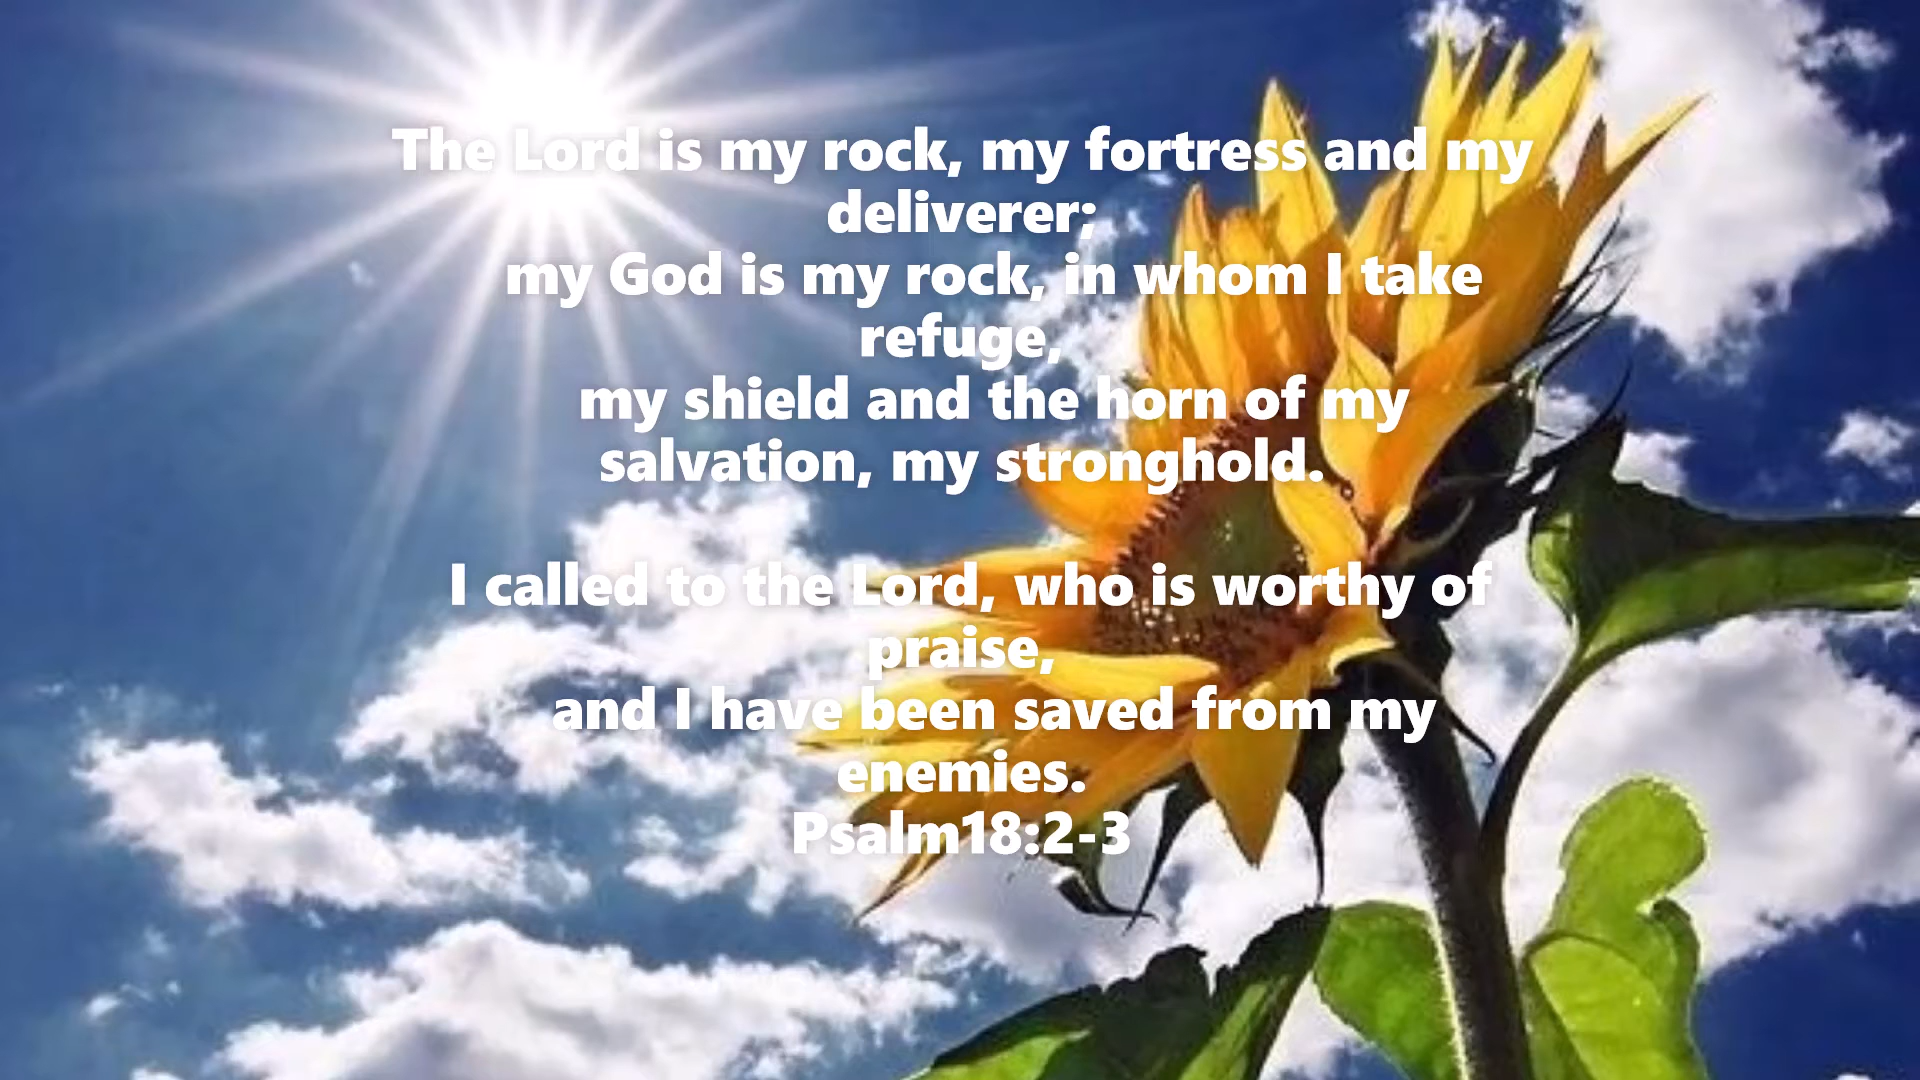 The Lord is my rock, my fortress and my
deliverer;
my God is my rock, in whom I take
refuge,
my shield and the horn of my
salvation, my stronghold.
I called to the Lord, who is worthy of
praise,
and I have been saved from my
enemies.
Psalm18:2-3